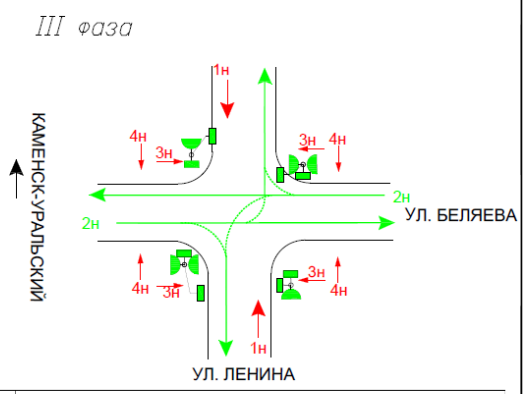 III фаза
1н
4н
3н
3н
4н
2н
УЛ. БЕЛЯЕВА
2н
КАМЕНСК-УРАЛЬСКИЙ
4н
3н
3н
4н
1н
УЛ. ЛЕНИНА